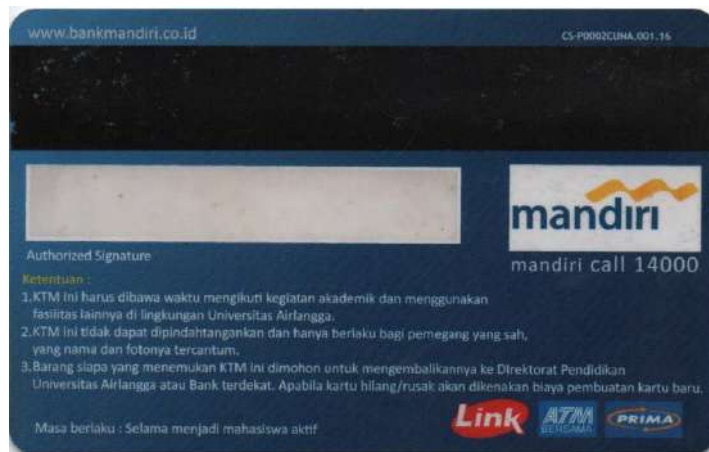 www.bankmandiri.co.id
CS-P0002CUNA.001.16
mandiri
Authorized Signature
mandiri call 14000
Ketentuan :
1.KTM ini harus dibawa waktu mengikuti kegiatan akademik dan menggunakan
fasilitas lainnya di lingkungan Universitas Airlangga.
2.KTM ini tidak dapat dipindahtangankan dan hanya berlaku bagi pemegang yang sah,
yang nama dan fotonya tercantum.
3.Barang siapa yang menemukan KTM ini dimohon untuk mengembalikannya ke Direktorat Pendidikan
Universitas Airlangga atau Bank terdekat. Apabila kartu hilang/rusak akan dikenakan biaya pembuatan kartu baru.
Masa berlaku : Selama menjadi mahasiswa aktif
Link
ATM
BERSAMA
PRIMA